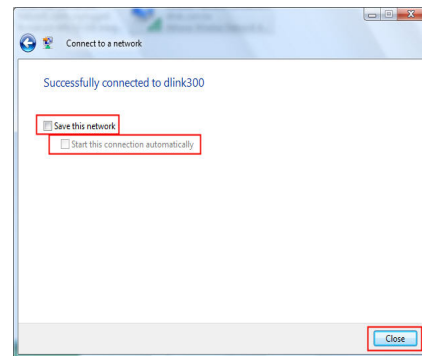 Connect to a network
Successfully connected to dlink300
Save this network
Start this connection automatically
Close